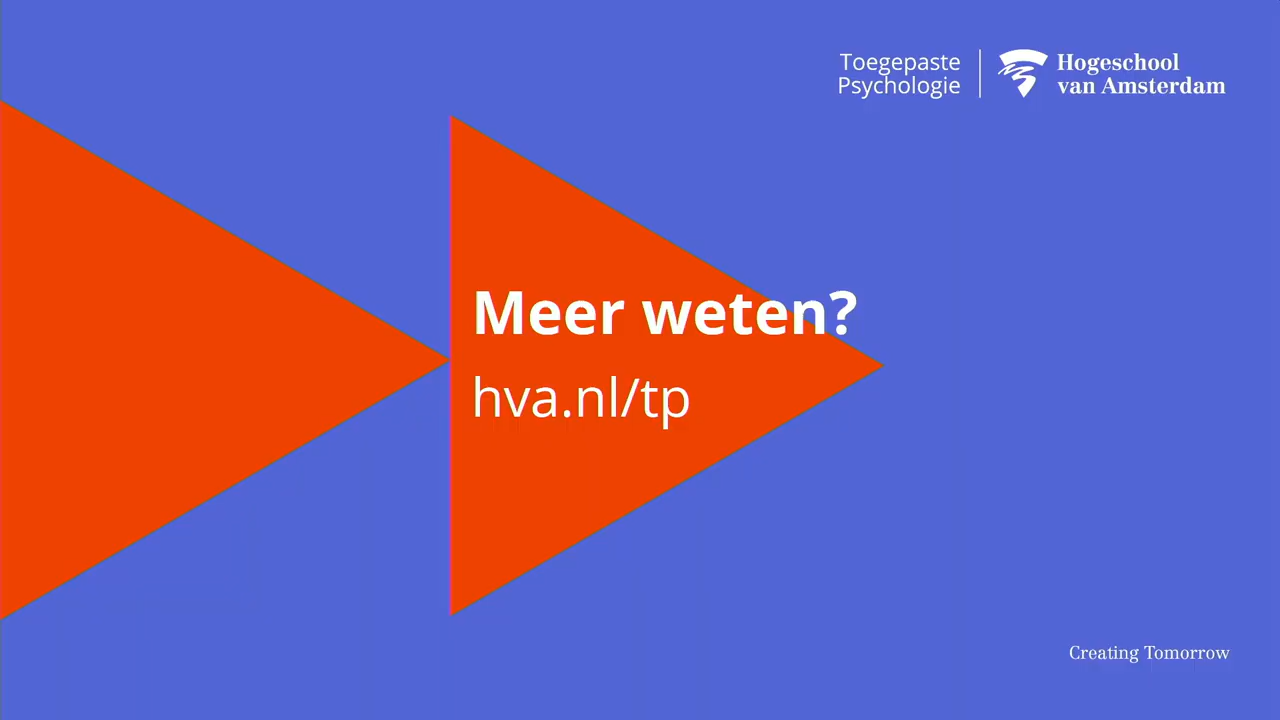 Toegepaste
Psychologie
Hogeschool
van Amsterdam
Meer weten?
hva.nl/tp
Creating Tomorrow